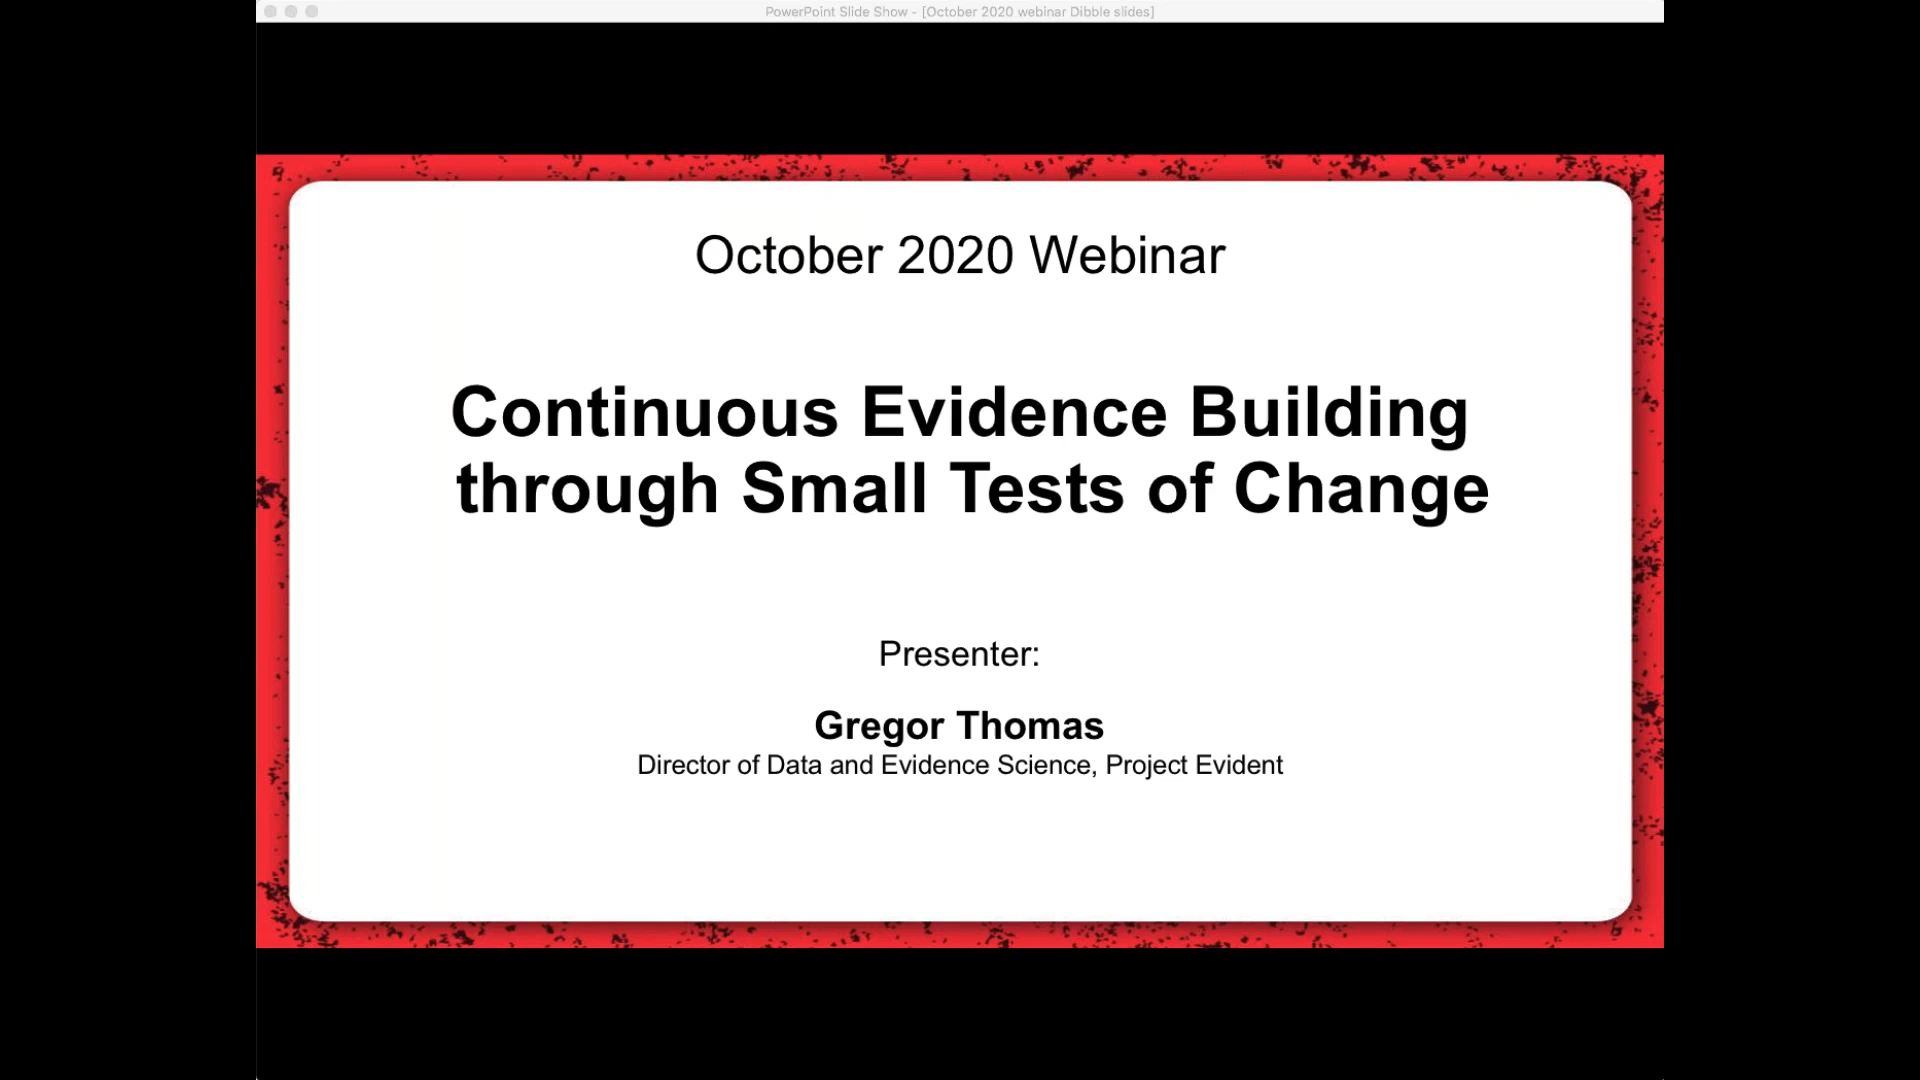 PowerPoint Slide Show - [October 2020 webinar Dibble slides]
October 2020 Webinar
Continuous Evidence Building
through Small Tests of Change
Presenter:
Gregor Thomas
Director of Data and Evidence Science, Project Evident